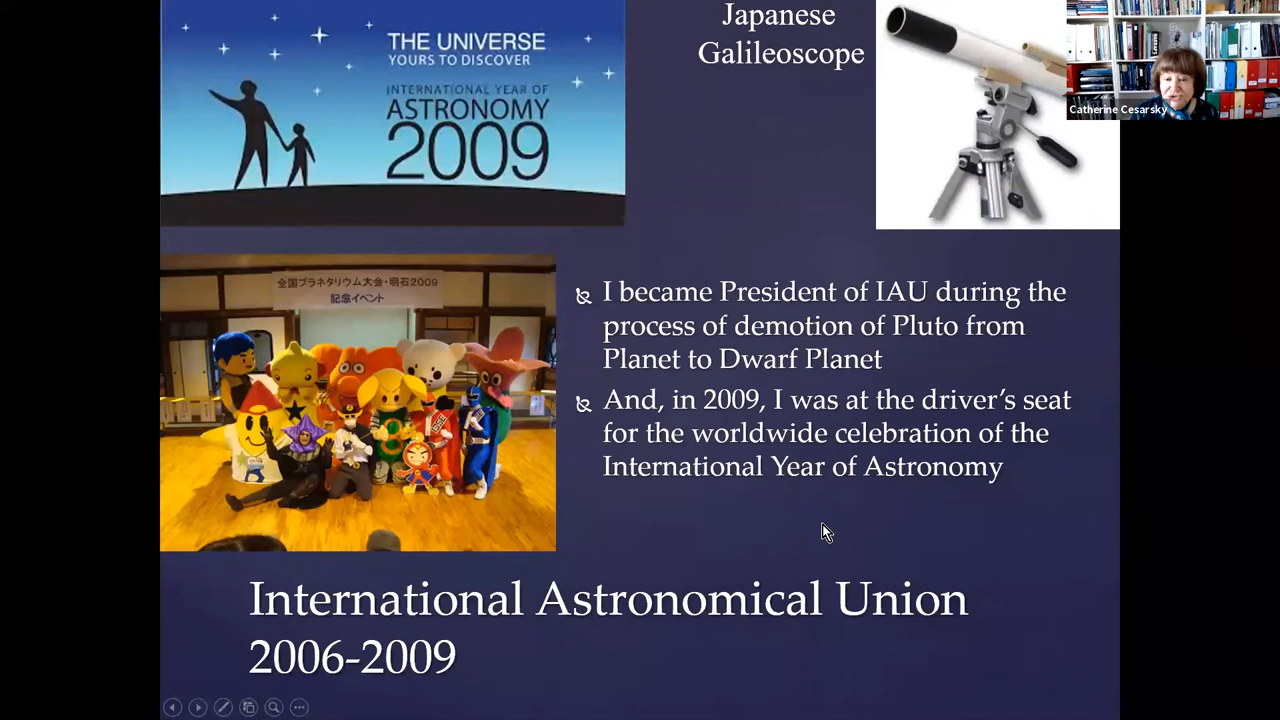 THE UNIVERSE
YOURS TO DISCOVER
INTERNATIONAL YEAR OF
ASTRONOMY
2009
Japanese
Galileoscope
Catherine Cesarsky
全国プラネタリウム大会・明石2009
記念イベント
I became President of IAU during the
process of demotion of Pluto from
Planet to Dwarf Planet
And, in 2009, I was at the driver's seat
for the worldwide celebration of the
International Year of Astronomy
International Astronomical Union
2006-2009